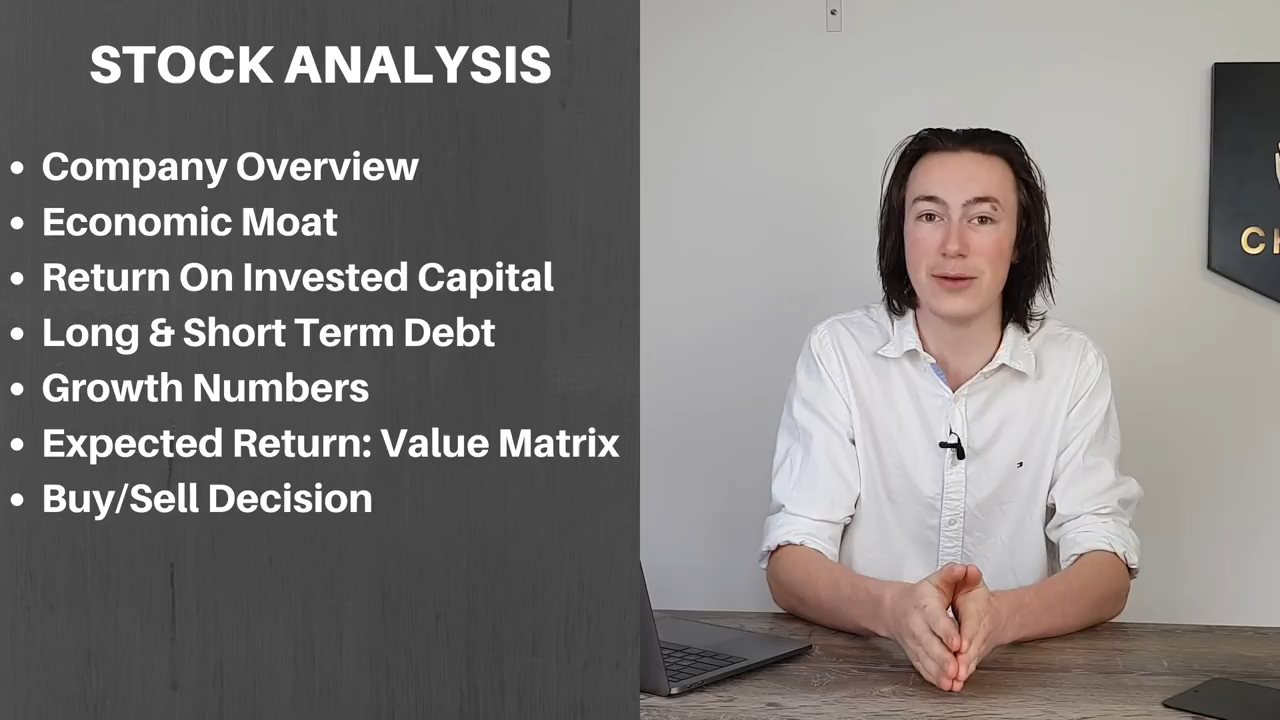 STOCK ANALYSIS
• Company Overview
• Economic Moat
• Return On Invested Capital
• Long & Short Term Debt
• Growth Numbers
• Expected Return: Value Matrix
• Buy/Sell Decision